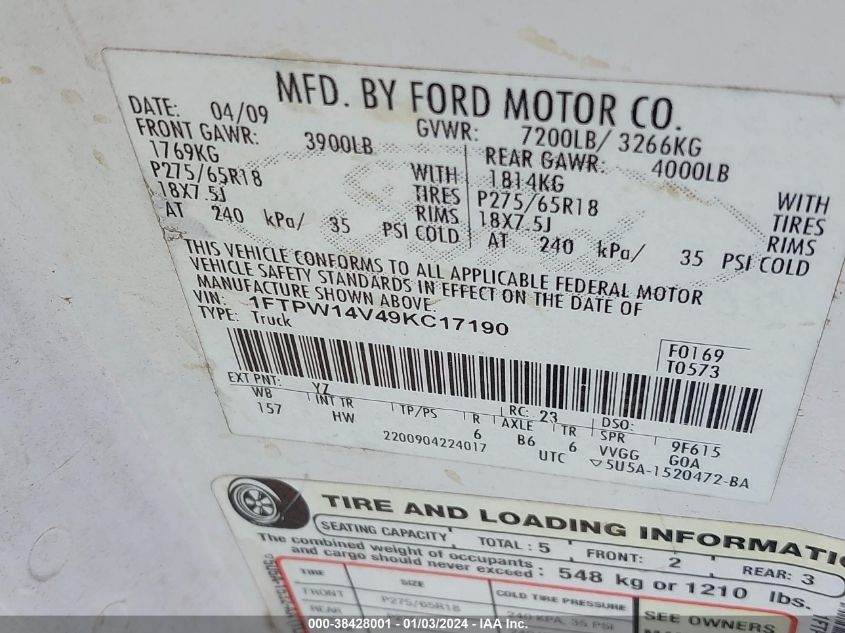 MFD. BY FORD MOTOR CO.
DATE: 04/09 GVWR: 7200LB/ 3266KG
FRONT GAWR: 3900LB REAR GAWR: 4000LB
1769KG WITH 1814KG WITH
P275/65R18 TIRES P275/65R18 TIRES
18X7.5J RIMS 18X7.5J RIMS
AT 240 kPa/ 35 PSI COLD AT 240 kPa/ 35 PSI COLD
THIS VEHICLE CONFORMS TO ALL APPLICABLE FEDERAL MOTOR
VEHICLE SAFETY STANDARDS IN EFFECT ON THE DATE OF
MANUFACTURE SHOWN ABOVE.
VIN: 1FTPW14V49KC17190
TYPE: Truck
F0169
T0573
EXT PNT: YZ RC: 23 DSO:
WB INT TR TP/PS R AXLE TR SPR 9F615
157 HW 6 B6 6 VVGG GOA
2200904224017 UTC ▽5U5A-1520472-BA
TIRE AND LOADING INFORMATIO
SEATING CAPACITY TOTAL: 5 FRONT: 2 REAR: 3
The combined weight of occupants
and cargo should never exceed: 548 kg or 1210 lbs.
TIRE SIZE COLD TIRE PRESSURE
FRONT P275/65R18 240 KPA, 35 PSI SEE OWNERS
REAR
000-38428001 - 01/03/2024 - IAA Inc.